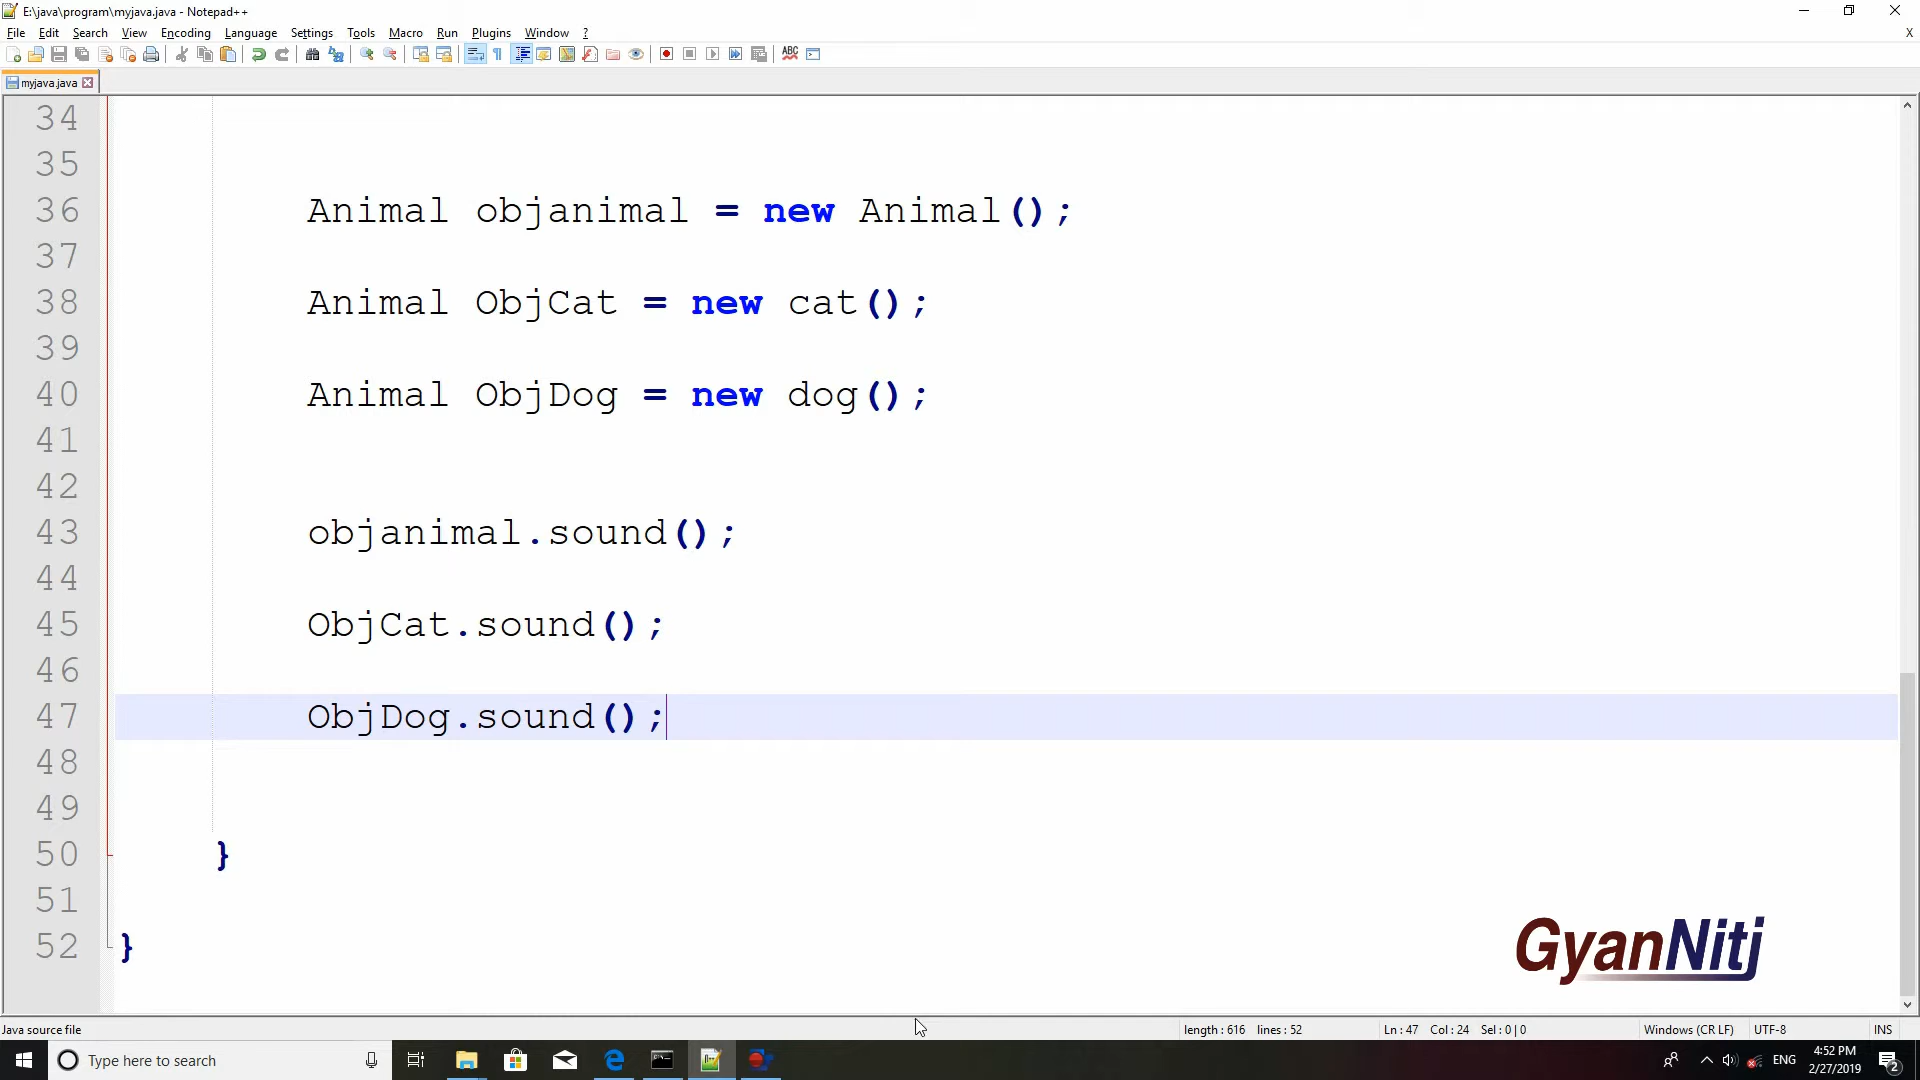 E:\java\program\myjava.java - Notepad++
File Edit Search View Encoding Language Settings Tools Macro Run Plugins Window ? X
ABC
myjava.java
34
35
36 Animal objanimal = new Animal();
37
38 Animal ObjCat = new cat();
39
40 Animal ObjDog = new dog();
41
42
43 objanimal.sound();
44
45 ObjCat.sound();
46
47 ObjDog.sound();
48
49
50 }
51
52 }
GyanNiti
Java source file length : 616 lines : 52 Ln : 47 Col : 24 Sel : 0 | 0 Windows (CR LF) UTF-8 INS
Type here to search ENG 4:52 PM
2/27/2019 2